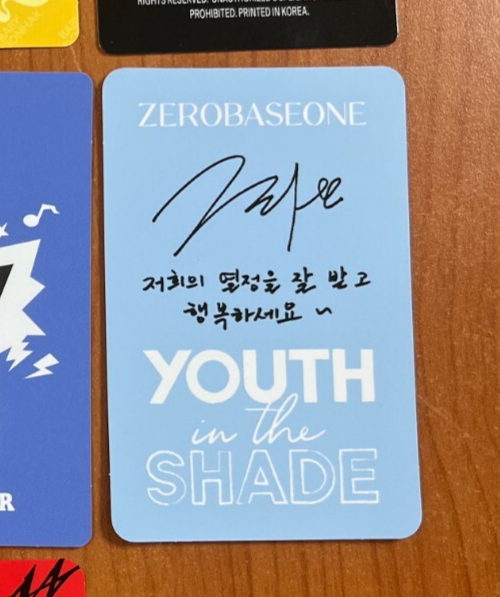 PROHIBITED. PRINTED IN KOREA.
ZEROBASEONE
저희의 열정을 잘 받고
행복하세요 ~
YOUTH
in the
SHADE
R